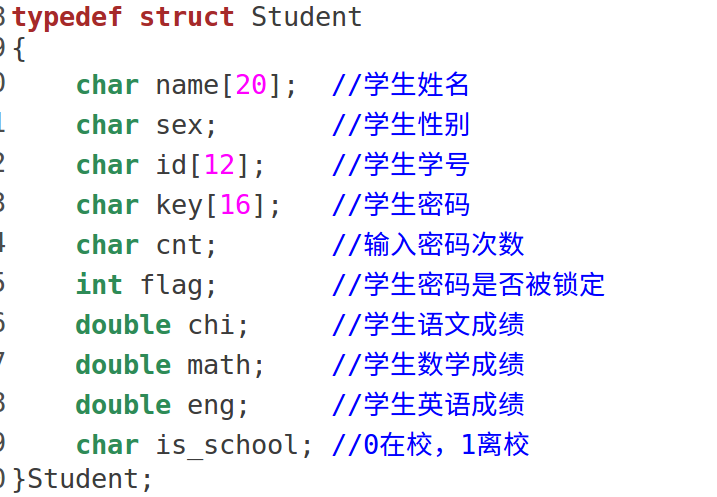 typedef struct Student
{
    char name[20];  //学生姓名
    char sex;       //学生性别
    char id[12];    //学生学号
    char key[16];   //学生密码
    char cnt;       //输入密码次数
    int flag;       //学生密码是否被锁定
    double chi;     //学生语文成绩
    double math;    //学生数学成绩
    double eng;     //学生英语成绩
    char is_school; //0在校，1离校
}Student;